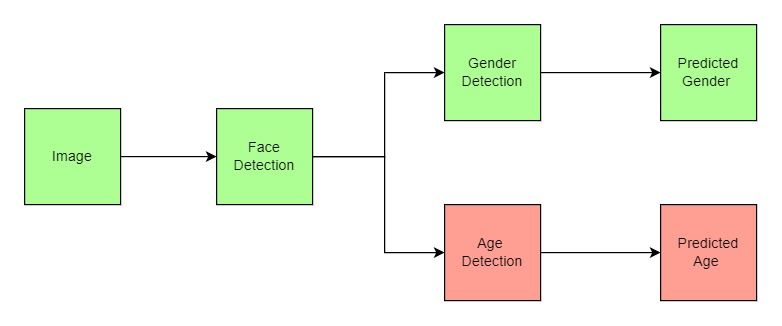 Image
Face
Detection
Gender
Detection
Predicted
Gender
Age
Detection
Predicted
Age